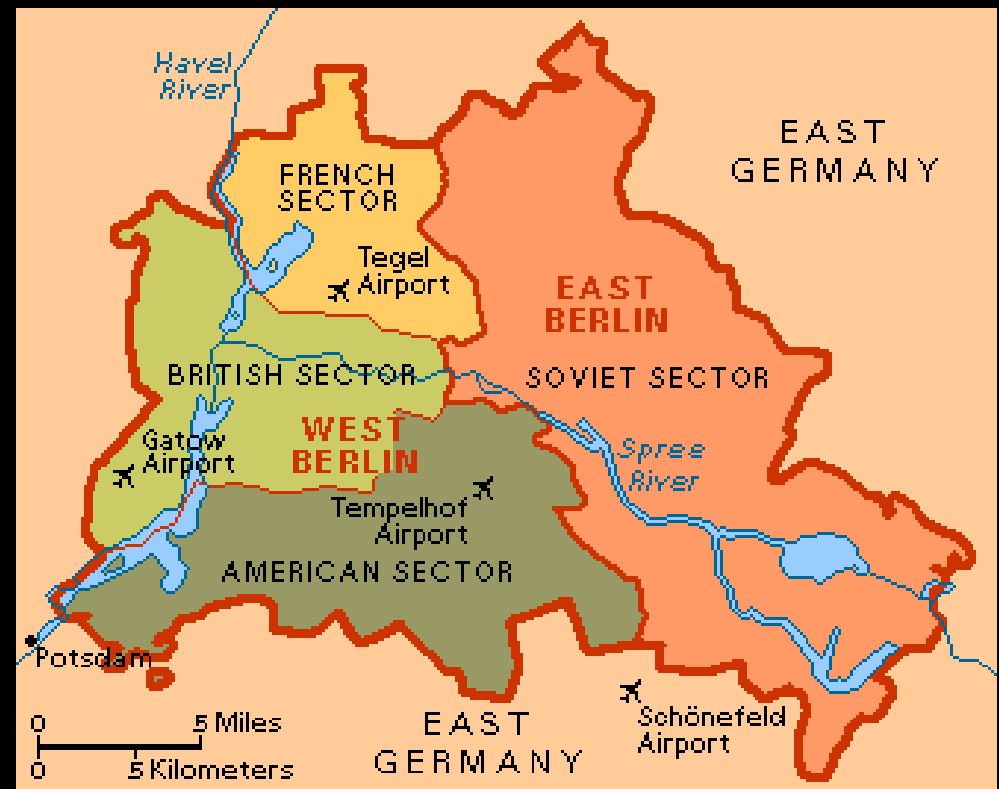 Havel
River
EAST
GERMANY
FRENCH
SECTOR
Tegel
Airport
EAST
BERLIN
BRITISH SECTOR
SOVIET SECTOR
WEST
BERLIN
Gatow
Airport
Spree
River
Tempelhof
Airport
AMERICAN SECTOR
Potsdam
Schönefeld
Airport
EAST
GERMANY
0 5 Miles
0 5 Kilometers